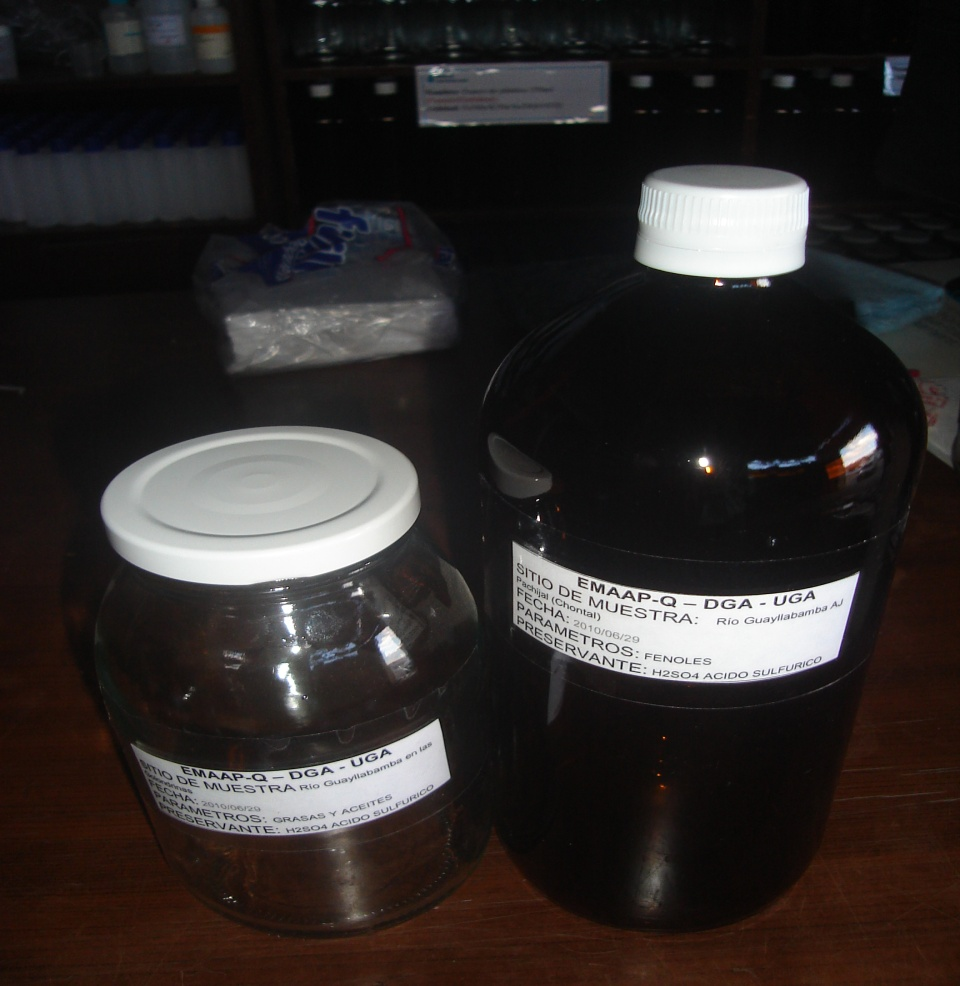 EMAAP-Q – DGA - UGA
SITIO DE MUESTRA Río Guayllabamba en las
FECHA: 2010/06/29
PARAMETROS: GRASAS Y ACEITES
PRESERVANTE: H2SO4 ACIDO SULFURICO
EMAAP-Q – DGA - UGA
SITIO DE MUESTRA: Río Guayllabamba AJ
Pachijal (Chontal)
FECHA: 2010/06/29
PARAMETROS: FENOLES
PRESERVANTE: H2SO4 ACIDO SULFURICO